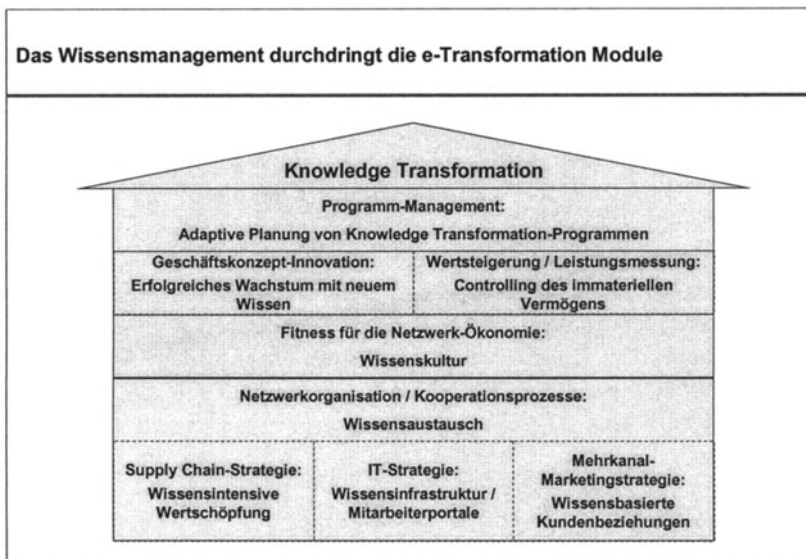 Das Wissensmanagement durchdringt die e-Transformation Module
Knowledge Transformation
Programm-Management:
Adaptive Planung von Knowledge Transformation-Programmen
Geschäftskonzept-Innovation:
Erfolgreiches Wachstum mit neuem
Wissen
Wertsteigerung / Leistungsmessung:
Controlling des immateriellen
Vermögens
Fitness für die Netzwerk-Ökonomie:
Wissenskultur
Netzwerkorganisation / Kooperationsprozesse:
Wissensaustausch
Supply Chain-Strategie:
Wissensintensive
Wertschöpfung
IT-Strategie:
Wissensinfrastruktur /
Mitarbeiterportale
Mehrkanal-
Marketingstrategie:
Wissensbasierte
Kundenbeziehungen